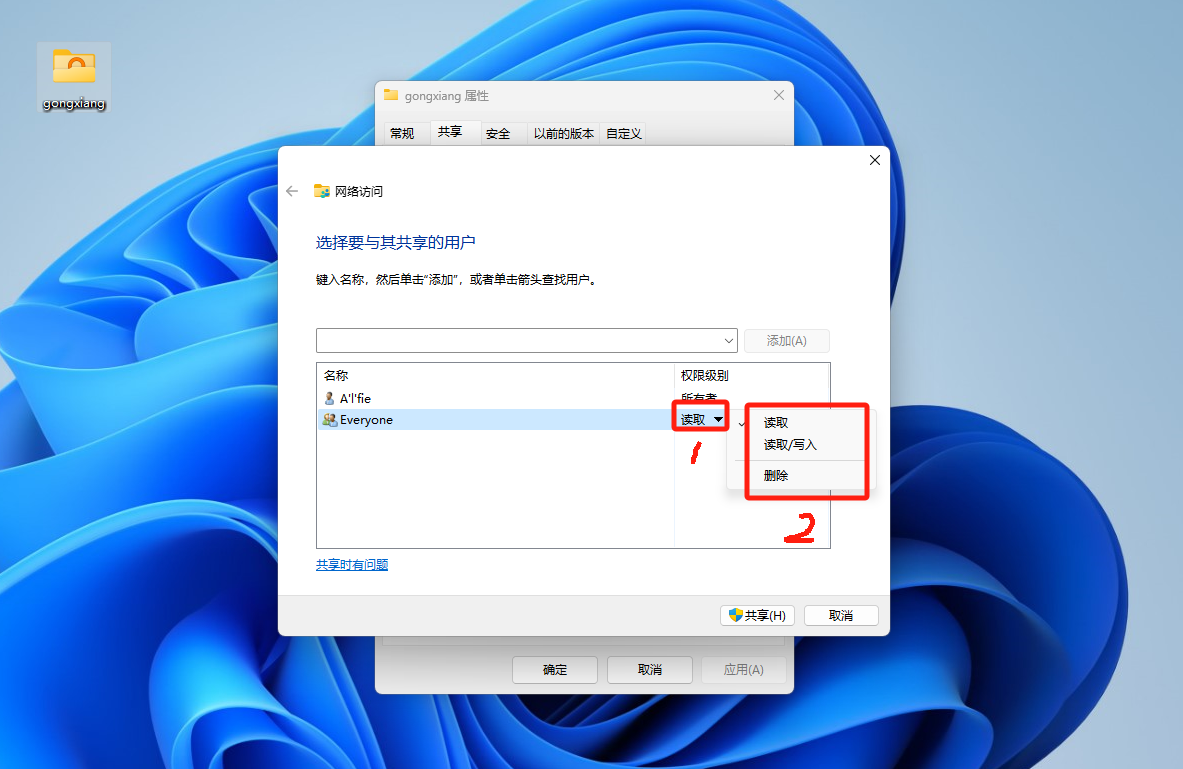 gongxiang
gongxiang 属性
常规 共享 安全 以前的版本 自定义
网络访问
选择要与其共享的用户
键入名称，然后单击“添加”，或者单击箭头查找用户。
添加(A)
名称 权限级别
A'l'fie 所有者
Everyone 读取
读取
读取/写入
删除
1
2
共享时有问题
共享(H) 取消
确定 取消 应用(A)